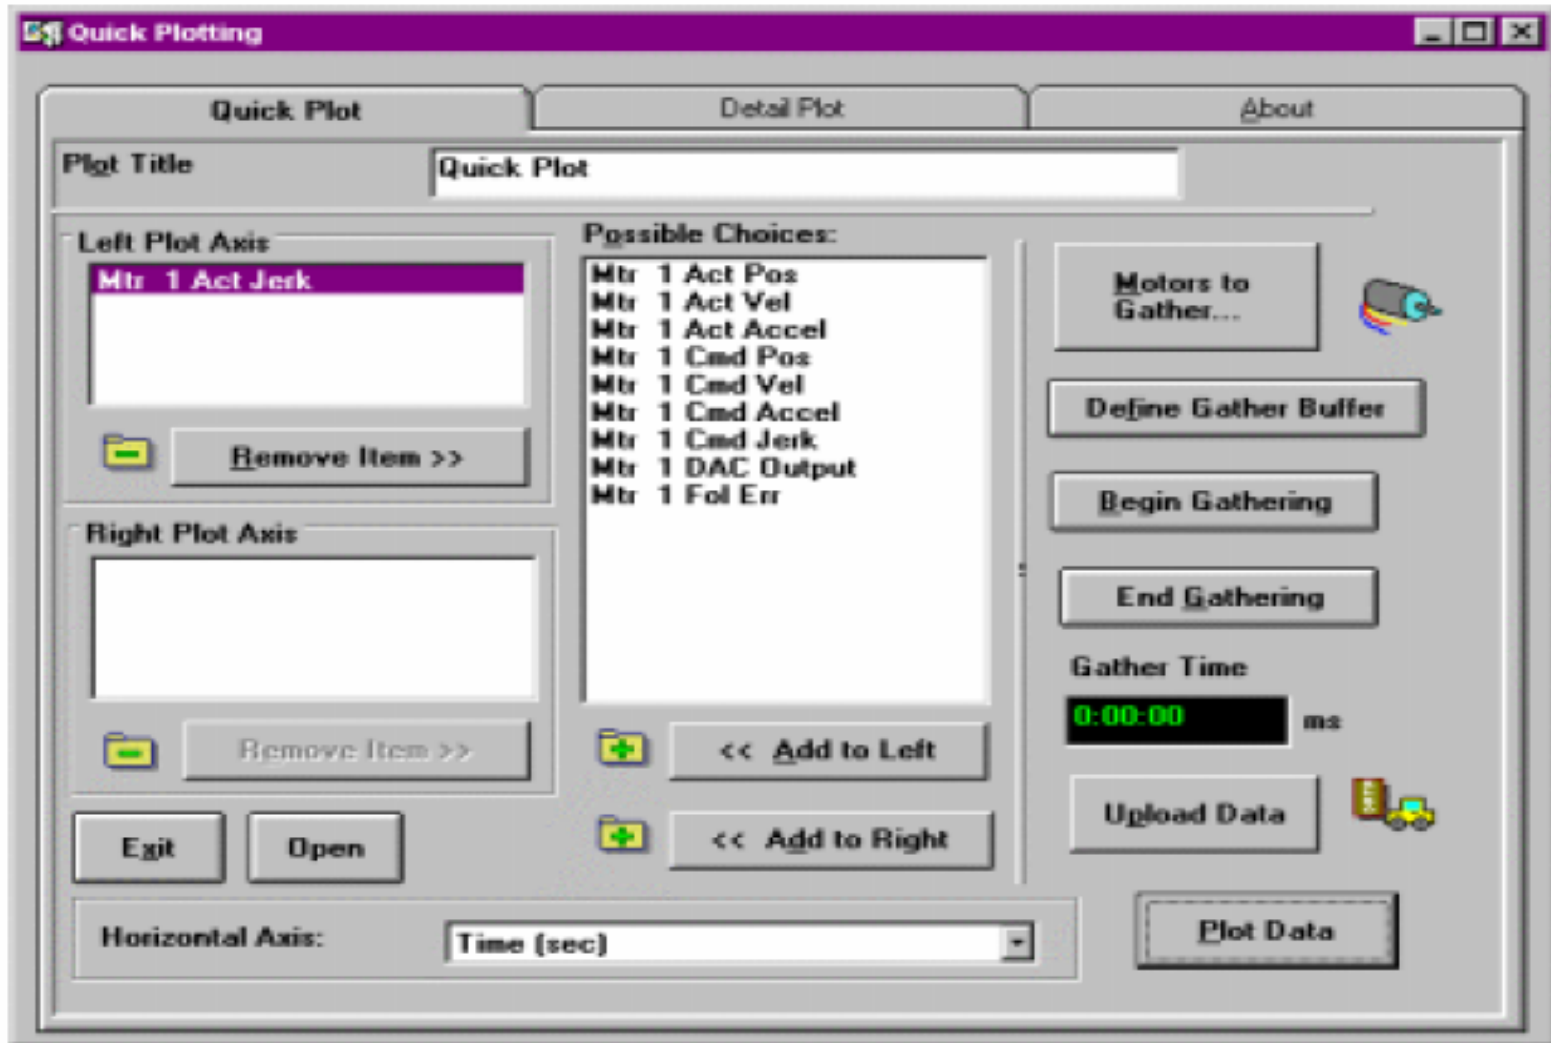 Quick Plotting
Quick Plot
Detail Plot
About
Plot Title
Quick Plot
Left Plot Axis
Mtr 1 Act Jerk
Remove Item >>
Right Plot Axis
Remove Item >>
Exit
Open
Possible Choices:
Mtr 1 Act Pos
Mtr 1 Act Vel
Mtr 1 Act Accel
Mtr 1 Cmd Pos
Mtr 1 Cmd Vel
Mtr 1 Cmd Accel
Mtr 1 Cmd Jerk
Mtr 1 DAC Output
Mtr 1 Fol Err
<< Add to Left
<< Add to Right
Motors to
Gather...
Define Gather Buffer
Begin Gathering
End Gathering
Gather Time
0:00:00 ms
Upload Data
Horizontal Axis:
Time (sec)
Plot Data